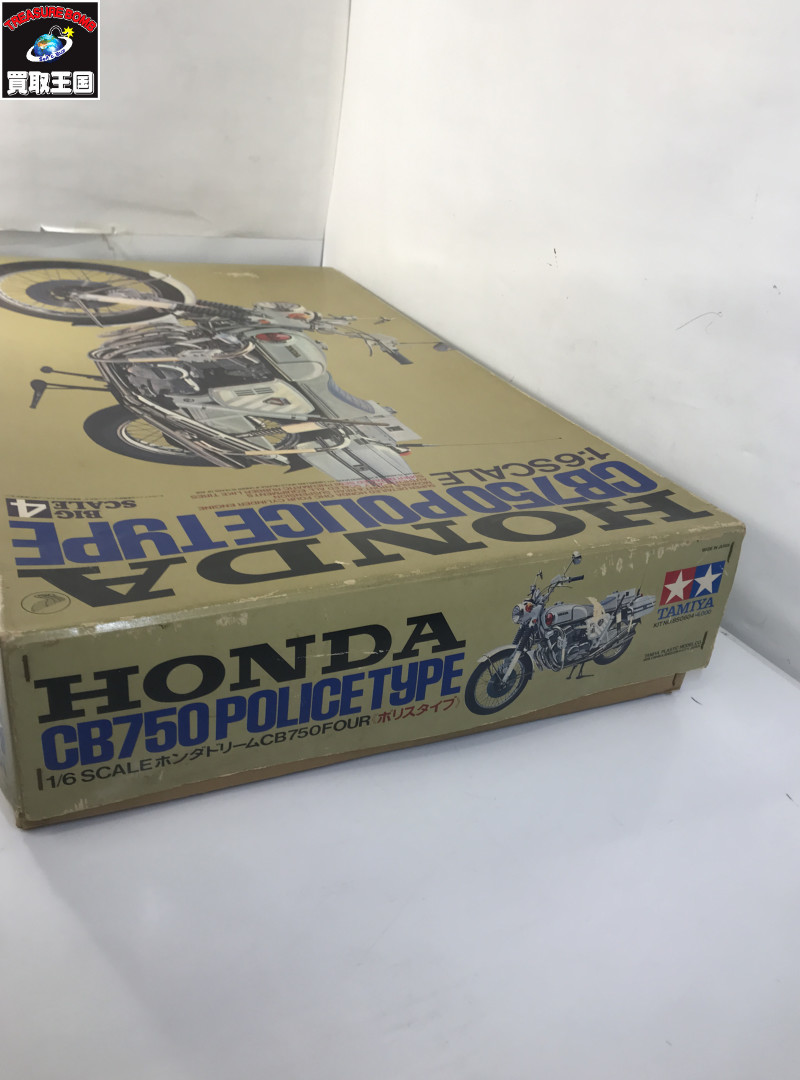 TREASURE BOMB
買取王国
1:6 SCALE
CB750 POLICE TYPE
HONDA
BIG
SCALE 4
HONDA
CB750 POLICE TYPE
1/6 SCALE ホンダドリームCB750FOUR (ポリスタイプ)
TAMIYA